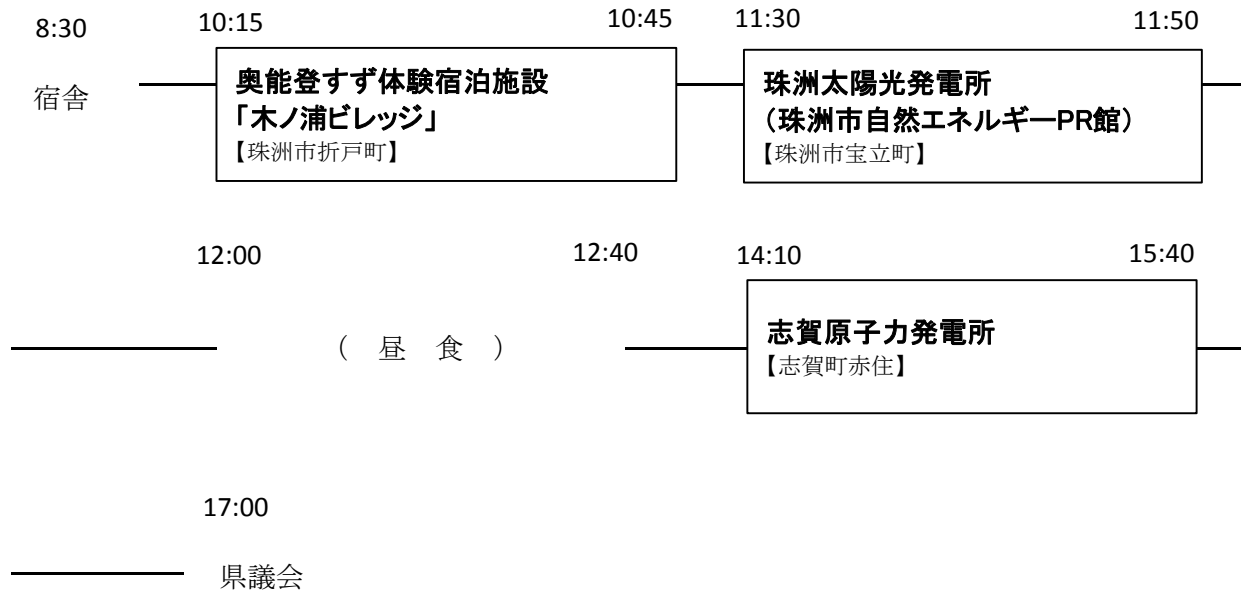 8:30
10:15
10:45
11:30
11:50
宿舎
奥能登すず体験宿泊施設
「木ノ浦ビレッジ」
【珠洲市折戸町】
珠洲太陽光発電所
（珠洲市自然エネルギーPR館）
【珠洲市宝立町】
12:00
12:40
14:10
15:40
（　昼　食　）
志賀原子力発電所
【志賀町赤住】
17:00
県議会